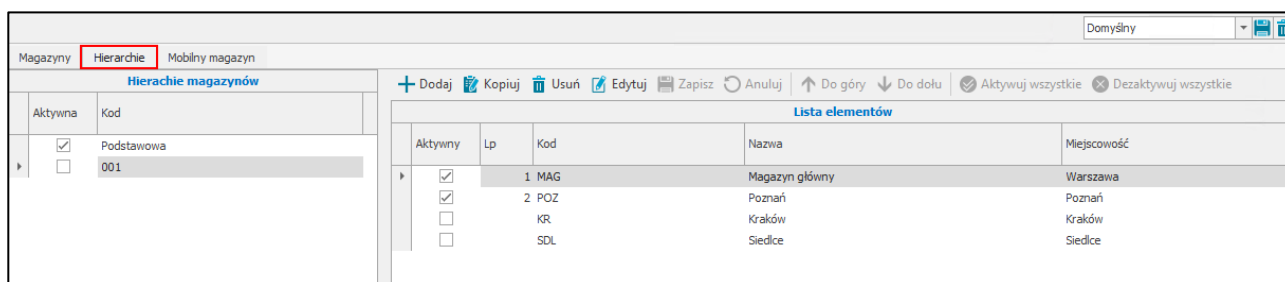 Domyślny
Magazyny Hierarchie Mobilny magazyn
Hierachie magazynów
Aktywna Kod
Podstawowa
001
Dodaj Kopiuj Usuń Edytuj Zapisz Anuluj Do góry Do dołu Aktywuj wszystkie Dezaktywuj wszystkie
Lista elementów
Aktywny Lp Kod Nazwa Miejscowość
1 MAG Magazyn główny Warszawa
2 POZ Poznań Poznań
KR Kraków Kraków
SDL Siedlce Siedlce